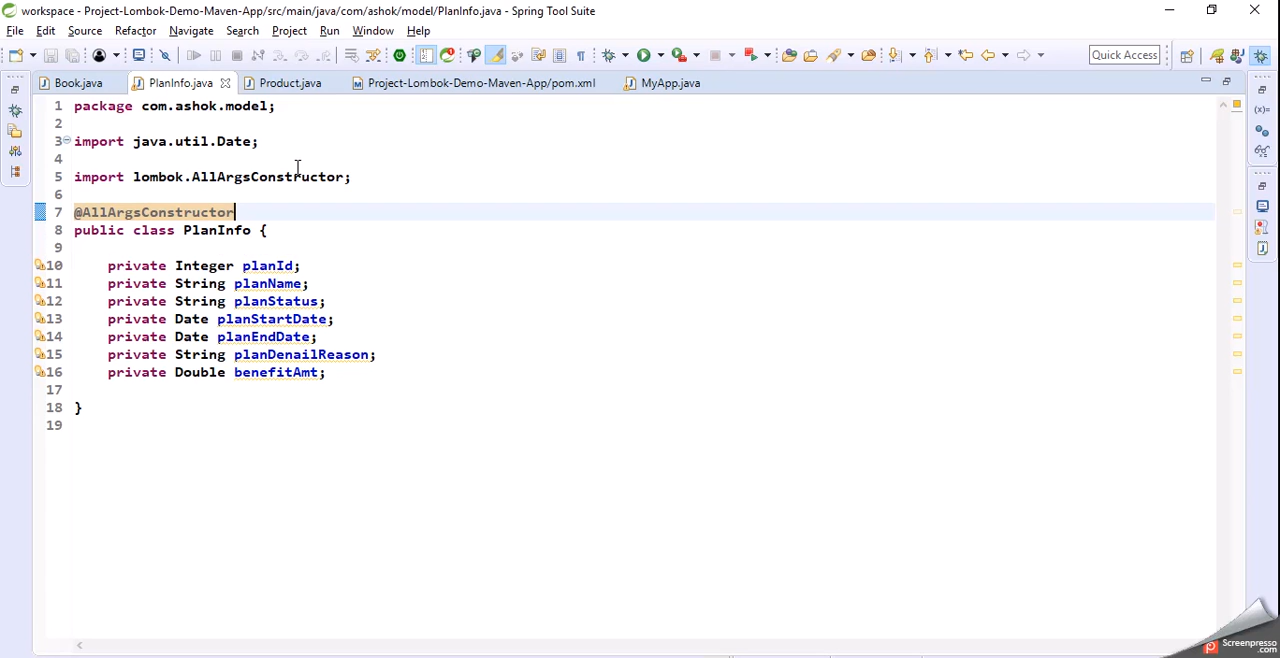 workspace - Project-Lombok-Demo-Maven-App/src/main/java/com/ashok/model/PlanInfo.java - Spring Tool Suite
File Edit Source Refactor Navigate Search Project Run Window Help
Quick Access
Book.java PlanInfo.java Product.java Project-Lombok-Demo-Maven-App/pom.xml MyApp.java
1 package com.ashok.model;
2
3 import java.util.Date;
4
5 import lombok.AllArgsConstructor;
6
7 @AllArgsConstructor
8 public class PlanInfo {
9
10 private Integer planId;
11 private String planName;
12 private String planStatus;
13 private Date planStartDate;
14 private Date planEndDate;
15 private String planDenailReason;
16 private Double benefitAmt;
17
18 }
19
Screenpresso
.com